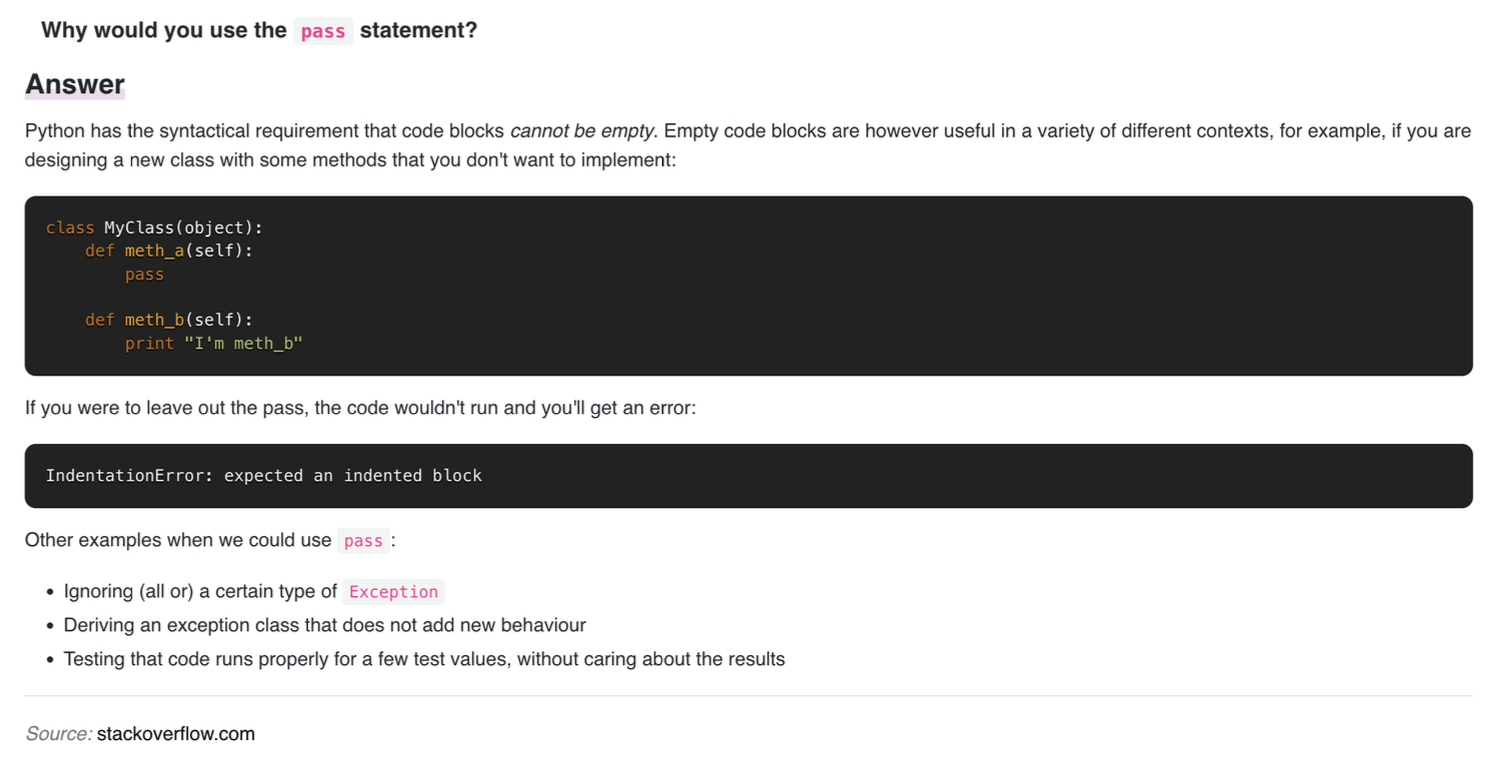 Why would you use the pass statement?
Answer
Python has the syntactical requirement that code blocks cannot be empty. Empty code blocks are however useful in a variety of different contexts, for example, if you are
designing a new class with some methods that you don't want to implement:
class MyClass(object):
    def meth_a(self):
        pass
    def meth_b(self):
        print "I'm meth_b"
If you were to leave out the pass, the code wouldn't run and you'll get an error:
IndentationError: expected an indented block
Other examples when we could use pass:
• Ignoring (all or) a certain type of Exception
• Deriving an exception class that does not add new behaviour
• Testing that code runs properly for a few test values, without caring about the results
Source: stackoverflow.com